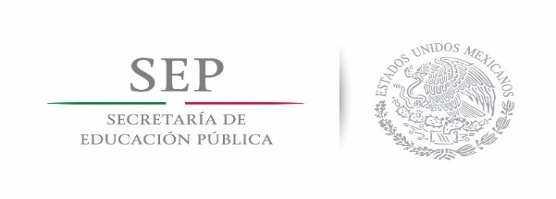 SEP
SECRETARÍA DE
EDUCACIÓN PÚBLICA
ESTADOS UNIDOS MEXICANOS